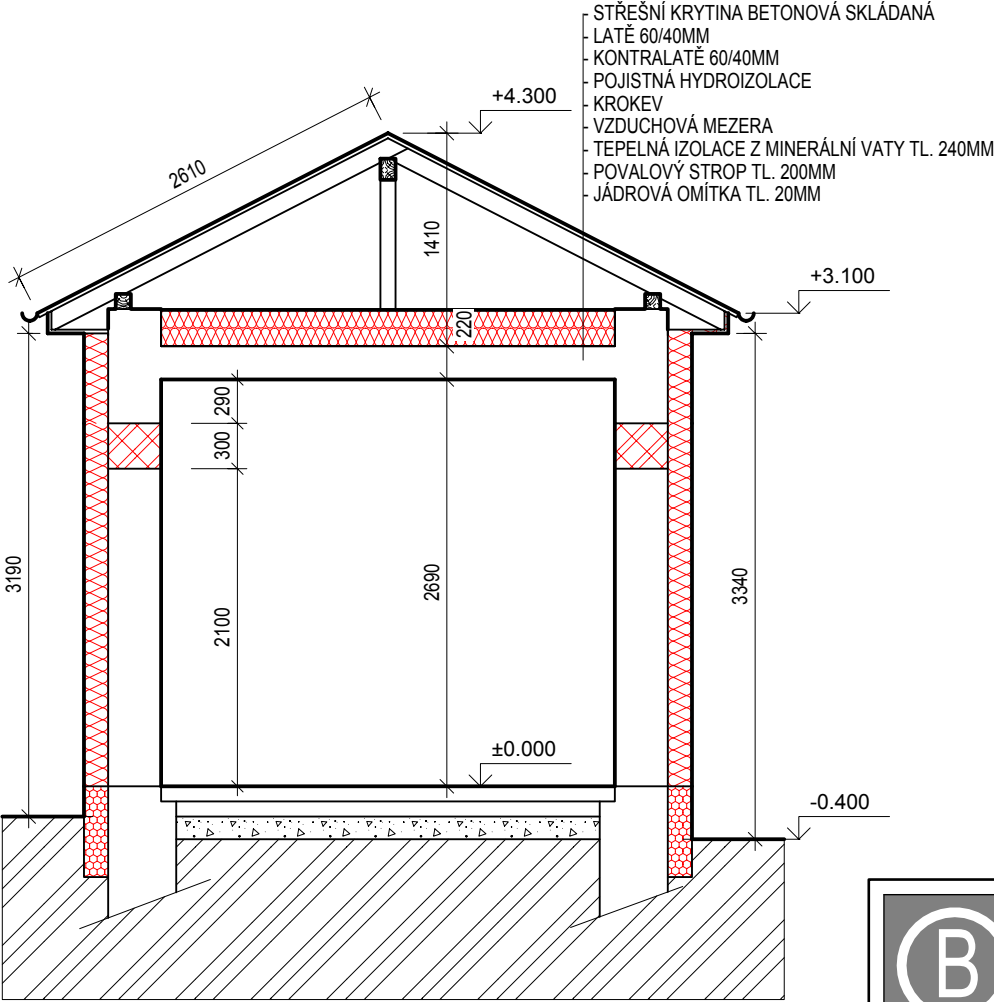 - STŘEŠNÍ KRYTINA BETONOVÁ SKLÁDANÁ
- LATĚ 60/40MM
- KONTRALATĚ 60/40MM
- POJISTNÁ HYDROIZOLACE
- KROKEV
- VZDUCHOVÁ MEZERA
- TEPELNÁ IZOLACE Z MINERÁLNÍ VATY TL. 240MM
- POVALOVÝ STROP TL. 200MM
- JÁDROVÁ OMÍTKA TL. 20MM
+4.300
2610
1410
+3.100
220
290
300
3190
2100
2690
3340
±0.000
-0.400
B